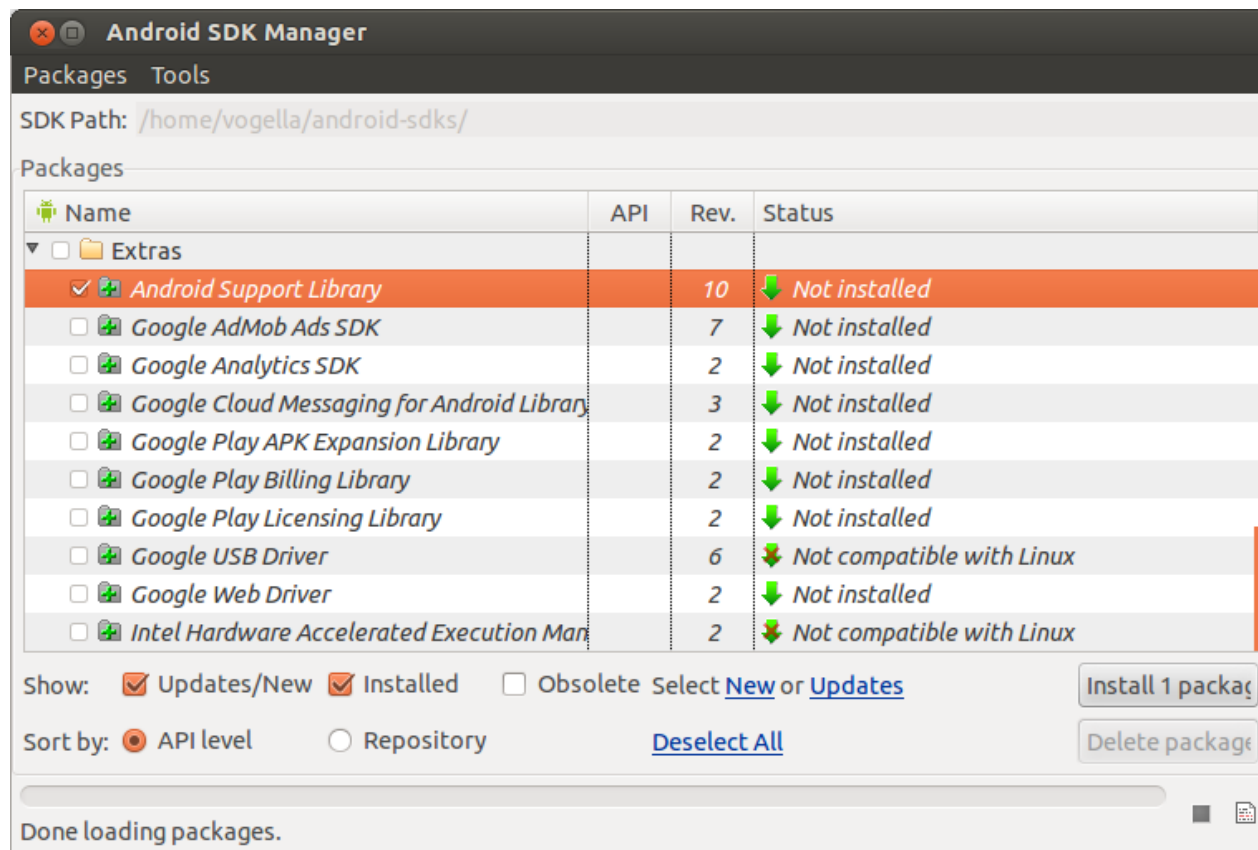 Android SDK Manager
Packages Tools
SDK Path: /home/vogella/android-sdks/
Packages
Name API Rev. Status
Extras
Android Support Library 10 Not installed
Google AdMob Ads SDK 7 Not installed
Google Analytics SDK 2 Not installed
Google Cloud Messaging for Android Library 3 Not installed
Google Play APK Expansion Library 2 Not installed
Google Play Billing Library 2 Not installed
Google Play Licensing Library 2 Not installed
Google USB Driver 6 Not compatible with Linux
Google Web Driver 2 Not installed
Intel Hardware Accelerated Execution Man 2 Not compatible with Linux
Show: Updates/New Installed Obsolete Select New or Updates Install 1 packag
Sort by: API level Repository Deselect All Delete package
Done loading packages.